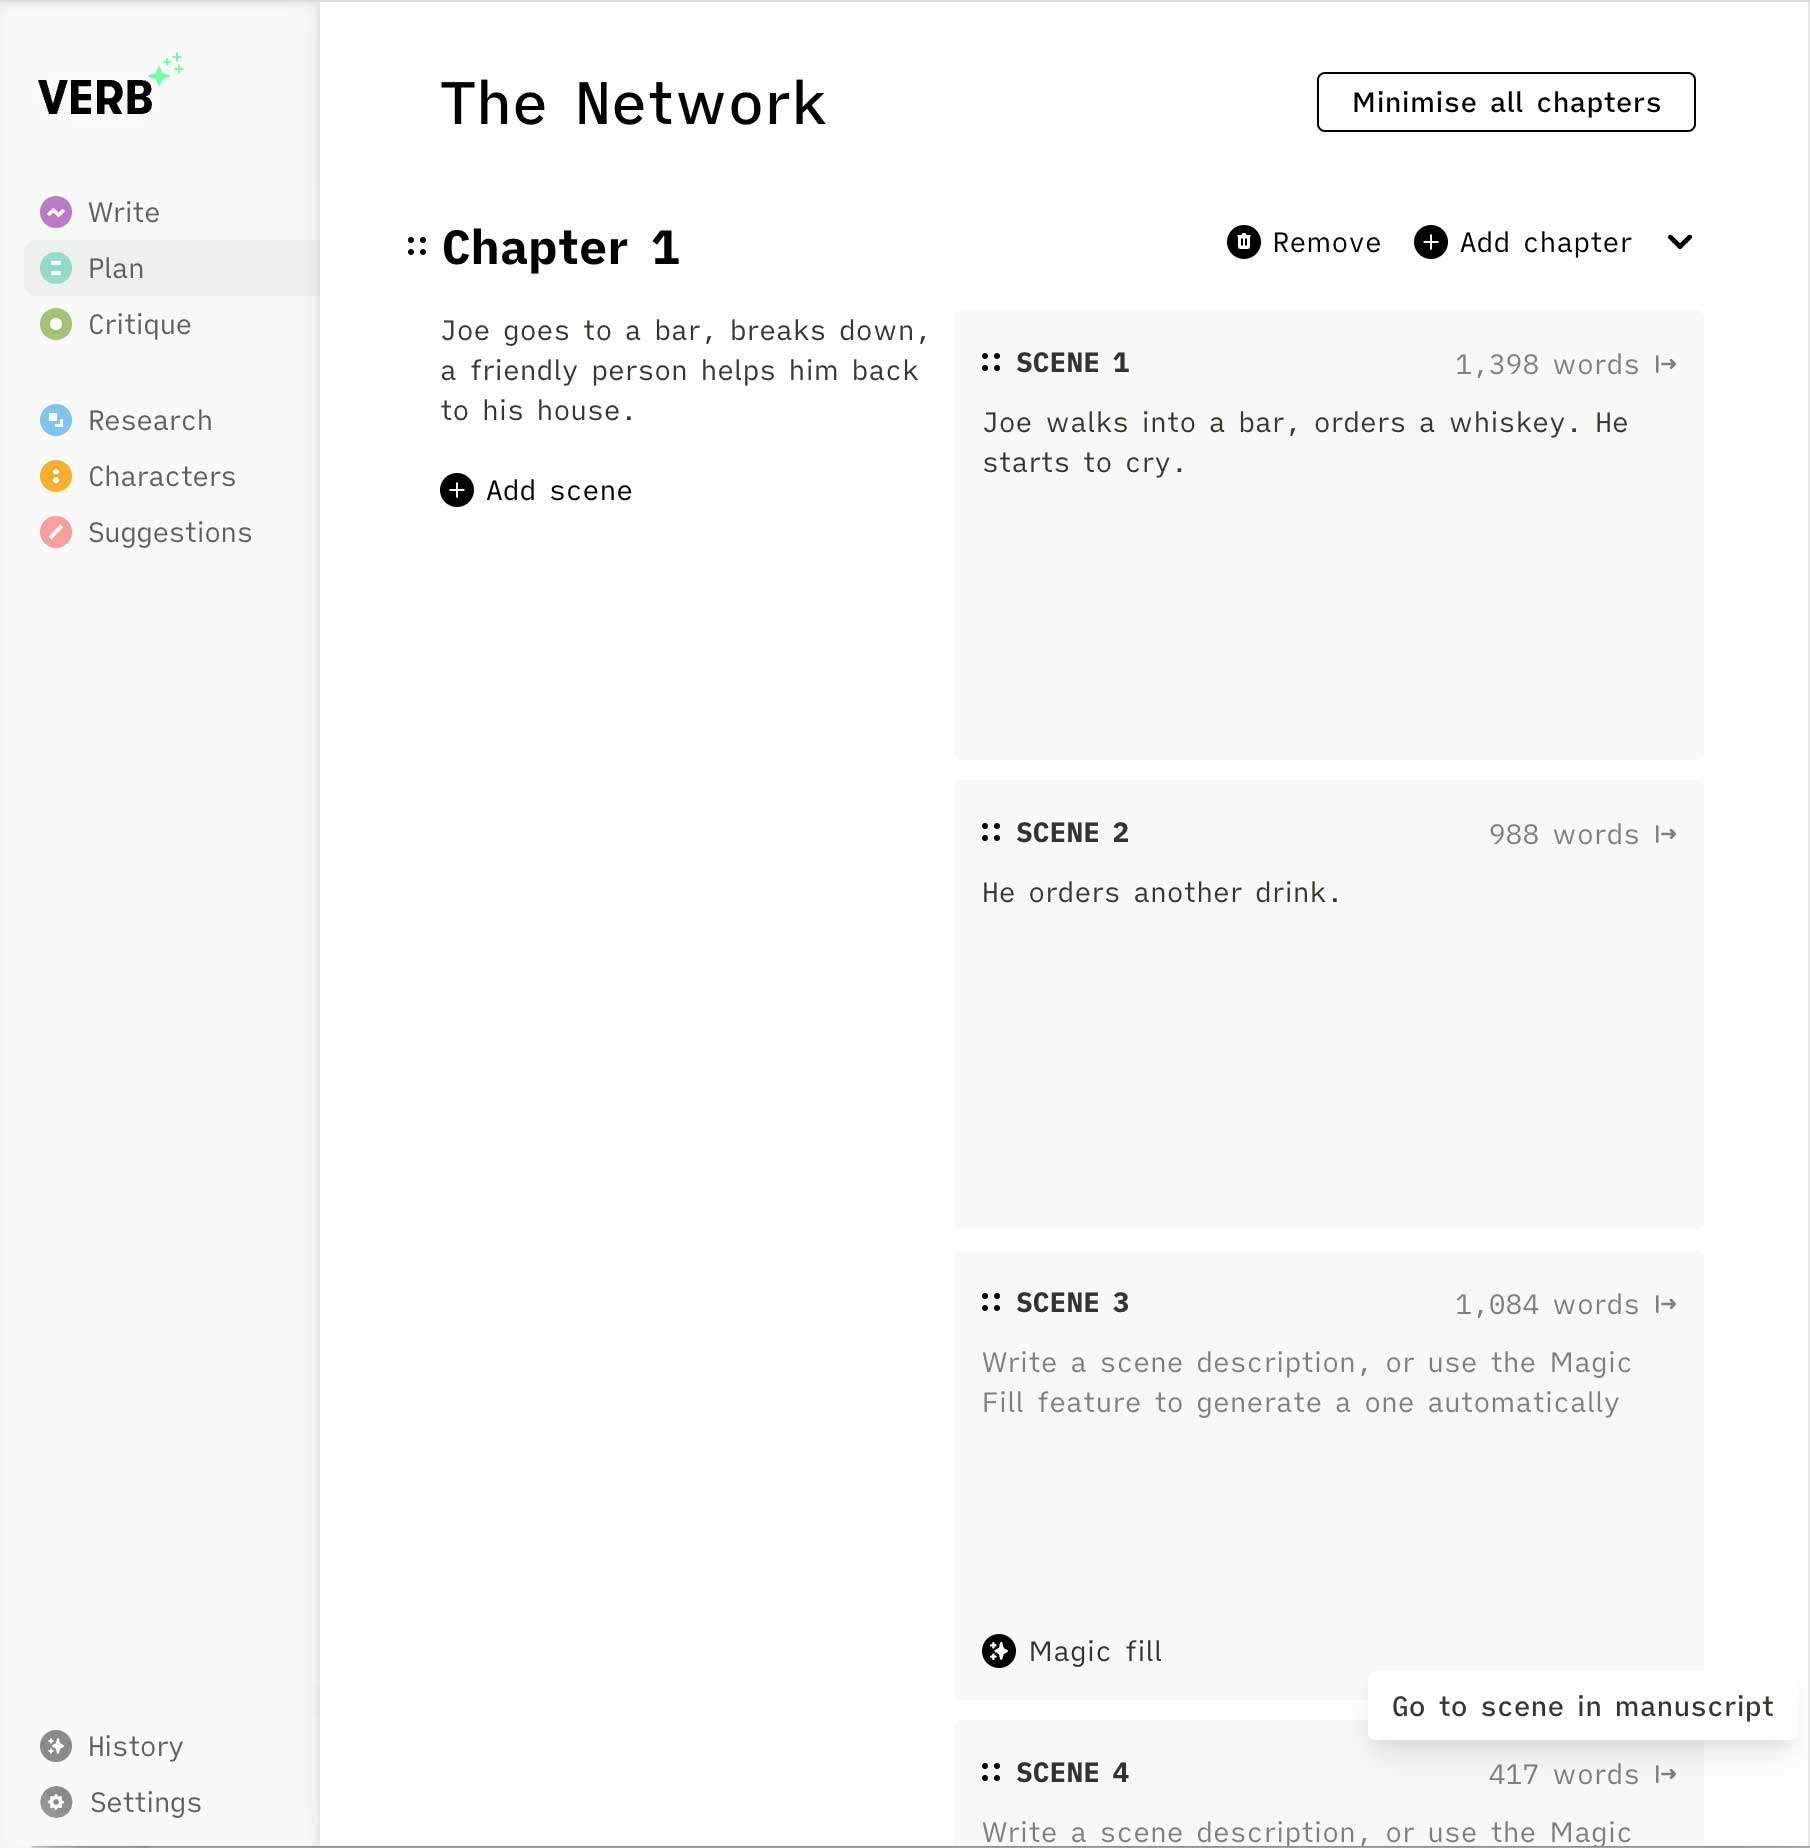 VERB
Write
Plan
Critique
Research
Characters
Suggestions
History
Settings
The Network
Minimise all chapters
Chapter 1
Remove
Add chapter
Joe goes to a bar, breaks down,
a friendly person helps him back
to his house.
Add scene
SCENE 1
1,398 words
Joe walks into a bar, orders a whiskey. He
starts to cry.
SCENE 2
988 words
He orders another drink.
SCENE 3
1,084 words
Write a scene description, or use the Magic
Fill feature to generate a one automatically
Magic fill
Go to scene in manuscript
SCENE 4
417 words
Write a scene description, or use the Magic